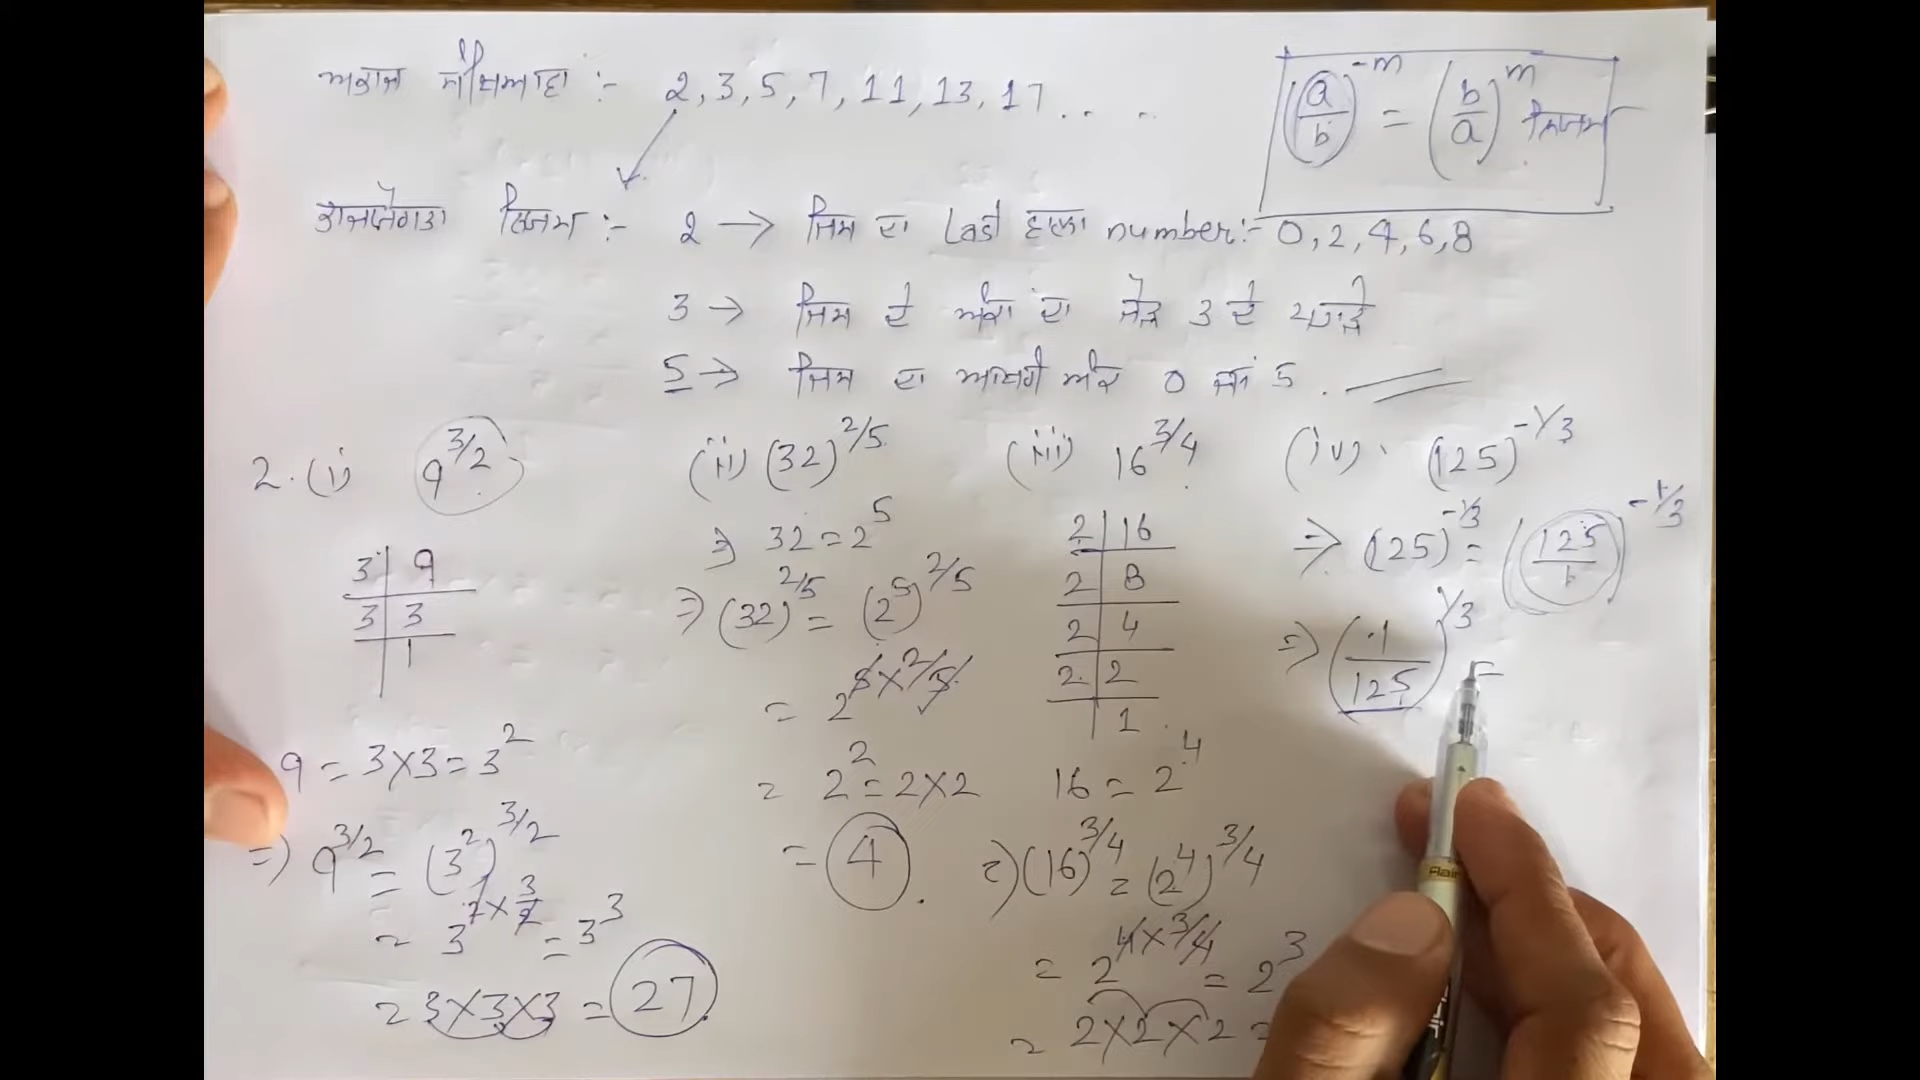 ਅਭਾਜ ਸੰਖਿਆਵਾਂ :- 2, 3, 5, 7, 11, 13, 17 . . . .
(a/b)^-m = (b/a)^m ਨਿਯਮ
ਭਾਜਯੋਗਤਾ ਨਿਯਮ :- 2 → ਜਿਸ ਦਾ Last ਵਾਲਾ number:- 0, 2, 4, 6, 8
3 → ਜਿਸ ਦੇ ਅੰਕਾਂ ਦਾ ਜੋੜ 3 ਦੇ ਪਹਾੜੇ
5 → ਜਿਸ ਦਾ ਆਖਰੀ ਅੰਕ 0 ਜਾਂ 5 .
2. (i) 9^3/2
3 | 9
3 | 3
| 1
9 = 3×3 = 3^2
⇒ 9^3/2 = (3^2)^3/2
= 3^2×3/2 = 3^3
= 3×3×3 = 27
(ii) (32)^2/5
⇒ 32 = 2^5
⇒ (32)^2/5 = (2^5)^2/5
= 2^5×2/5
= 2^2 = 2×2
= 4 .
(iii) 16^3/4
2 | 16
2 | 8
2 | 4
2 | 2
| 1
16 = 2^4
⇒ (16)^3/4 = (2^4)^3/4
= 2^4×3/4 = 2^3
= 2×2×2 =
(iv) (125)^-1/3
⇒ (125)^-1/3 = (125/1)^-1/3
⇒ (1/125)^1/3 =
Flair